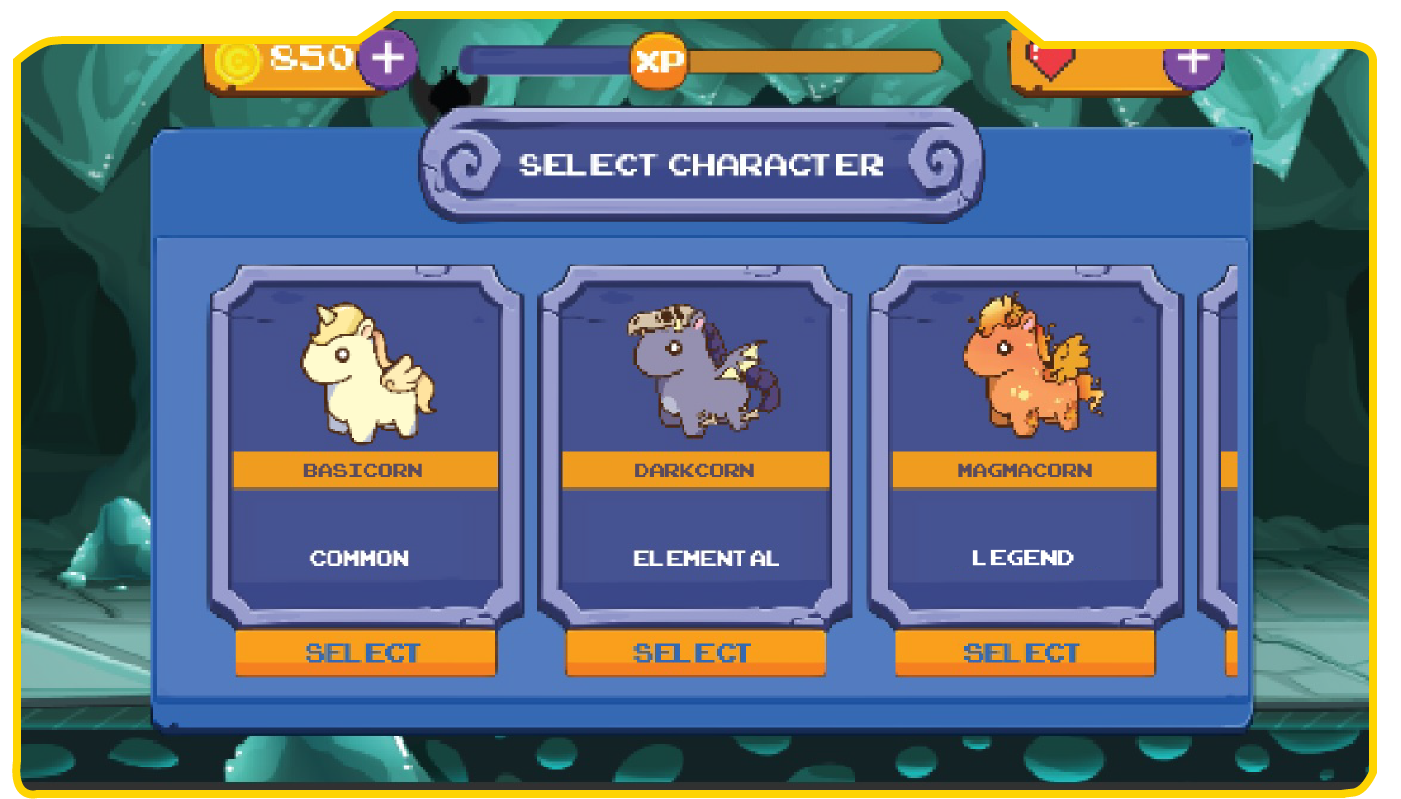 850 +
XP
+
SELECT CHARACTER
BASICORN
DARKCORN
MAGMACORN
COMMON
ELEMENTAL
LEGEND
SELECT
SELECT
SELECT